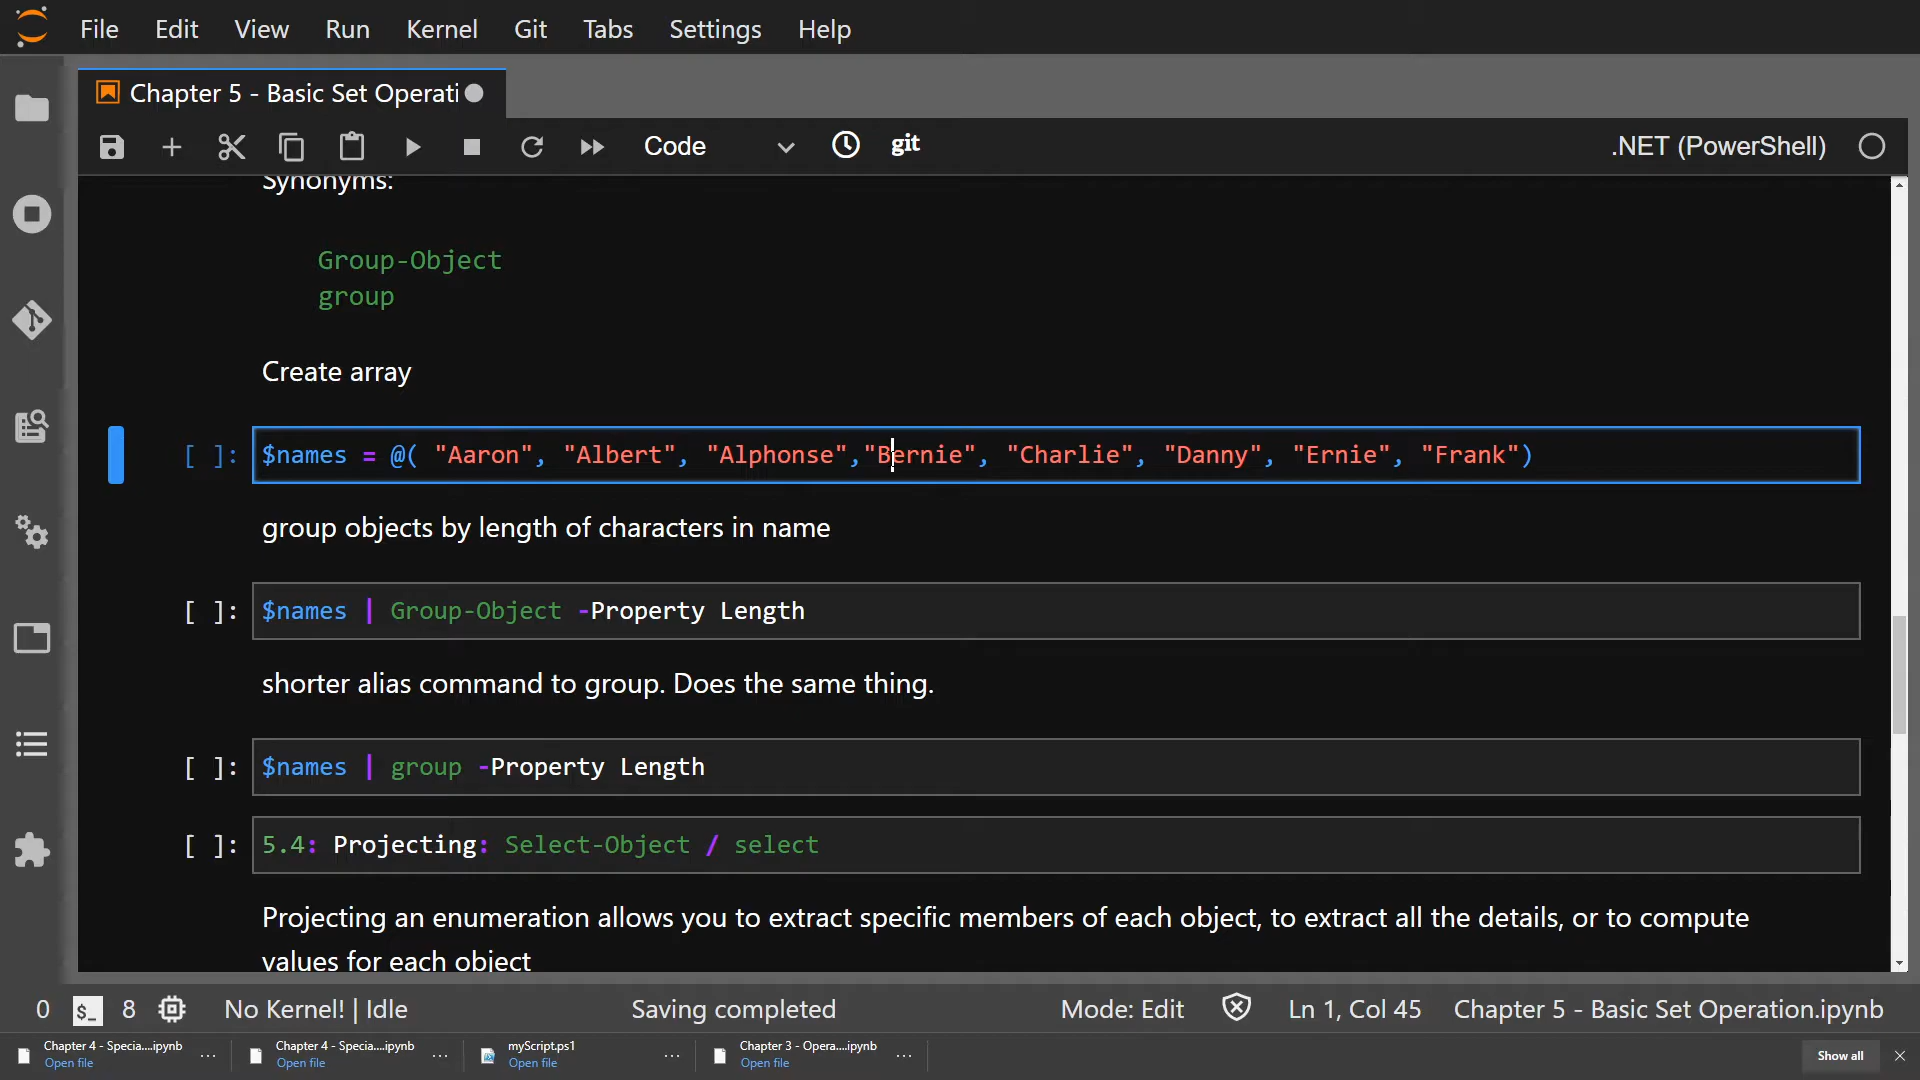 File Edit View Run Kernel Git Tabs Settings Help
Chapter 5 - Basic Set Operati
Code git .NET (PowerShell)
Synonyms:
Group-Object
group
Create array
[ ]: $names = @( "Aaron", "Albert", "Alphonse","Bernie", "Charlie", "Danny", "Ernie", "Frank")
group objects by length of characters in name
[ ]: $names | Group-Object -Property Length
shorter alias command to group. Does the same thing.
[ ]: $names | group -Property Length
[ ]: 5.4: Projecting: Select-Object / select
Projecting an enumeration allows you to extract specific members of each object, to extract all the details, or to compute
values for each object
0 $_ 8 No Kernel! | Idle Saving completed Mode: Edit Ln 1, Col 45 Chapter 5 - Basic Set Operation.ipynb
Chapter 4 - Specia....ipynb Chapter 4 - Specia....ipynb myScript.ps1 Chapter 3 - Opera....ipynb Show all
Open file Open file Open file Open file